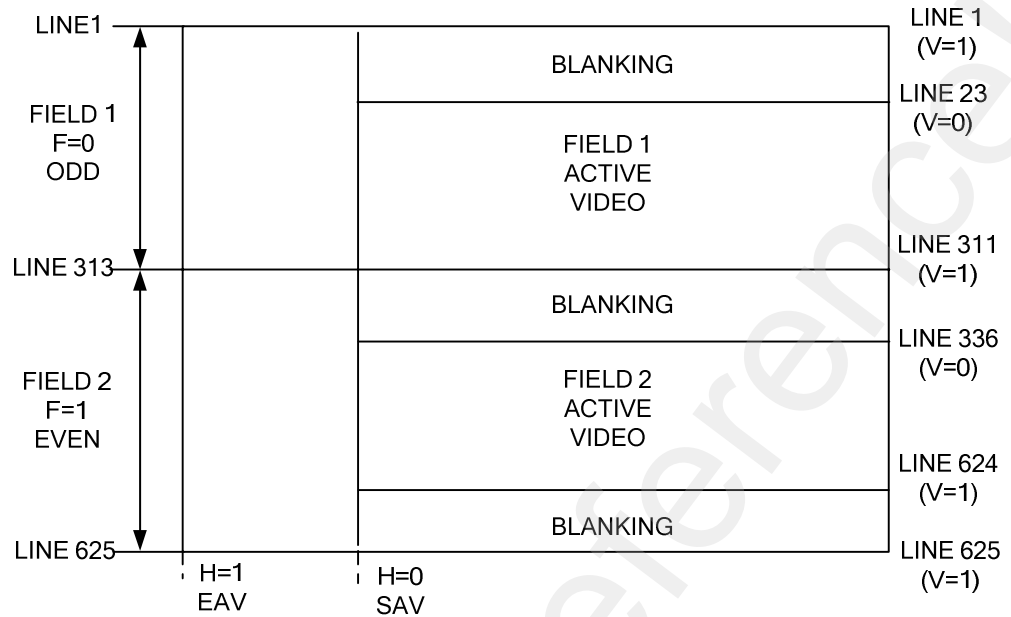 LINE1
FIELD 1
F=0
ODD
LINE 313
FIELD 2
F=1
EVEN
LINE 625
BLANKING
FIELD 1
ACTIVE
VIDEO
BLANKING
FIELD 2
ACTIVE
VIDEO
BLANKING
LINE 1
(V=1)
LINE 23
(V=0)
LINE 311
(V=1)
LINE 336
(V=0)
LINE 624
(V=1)
LINE 625
(V=1)
H=1
EAV
H=0
SAV
eference